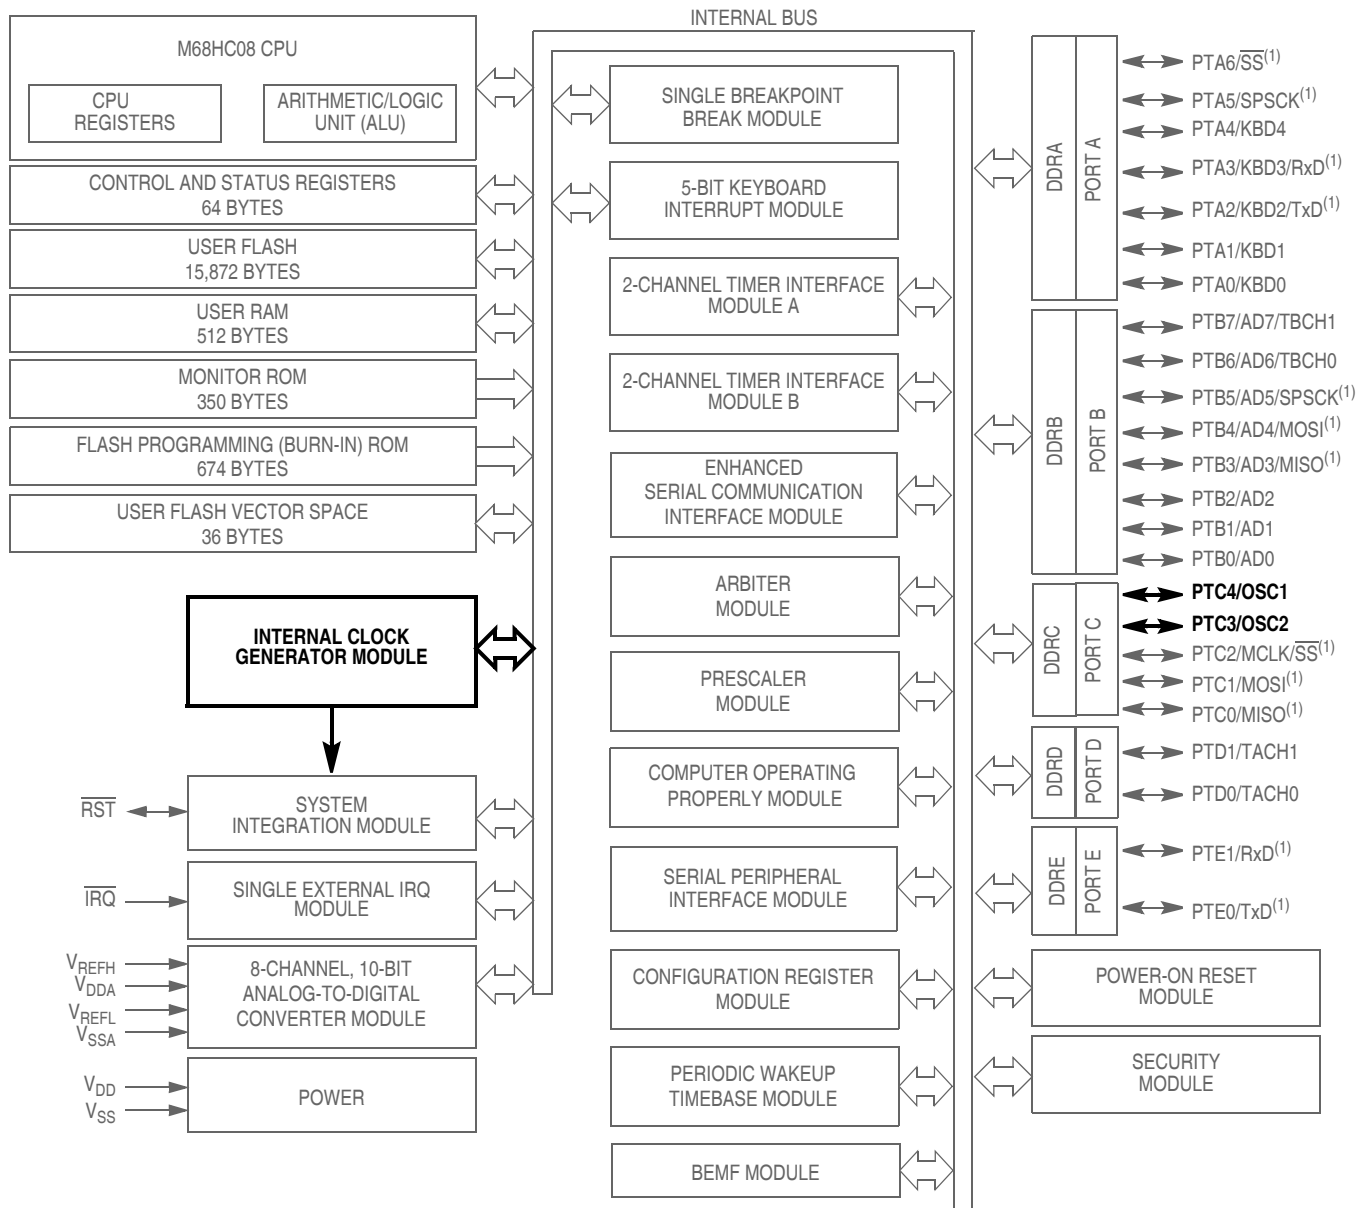 INTERNAL BUS
M68HC08 CPU
CPU
REGISTERS
ARITHMETIC/LOGIC
UNIT (ALU)
CONTROL AND STATUS REGISTERS
64 BYTES
USER FLASH
15,872 BYTES
USER RAM
512 BYTES
MONITOR ROM
350 BYTES
FLASH PROGRAMMING (BURN-IN) ROM
674 BYTES
USER FLASH VECTOR SPACE
36 BYTES
INTERNAL CLOCK
GENERATOR MODULE
RST
SYSTEM
INTEGRATION MODULE
IRQ
SINGLE EXTERNAL IRQ
MODULE
VREFH
VDDA
VREFL
VSSA
8-CHANNEL, 10-BIT
ANALOG-TO-DIGITAL
CONVERTER MODULE
VDD
VSS
POWER
SINGLE BREAKPOINT
BREAK MODULE
5-BIT KEYBOARD
INTERRUPT MODULE
2-CHANNEL TIMER INTERFACE
MODULE A
2-CHANNEL TIMER INTERFACE
MODULE B
ENHANCED
SERIAL COMMUNICATION
INTERFACE MODULE
ARBITER
MODULE
PRESCALER
MODULE
COMPUTER OPERATING
PROPERLY MODULE
SERIAL PERIPHERAL
INTERFACE MODULE
CONFIGURATION REGISTER
MODULE
PERIODIC WAKEUP
TIMEBASE MODULE
BEMF MODULE
DDRA
PORT A
PTA6/SS(1)
PTA5/SPSCK(1)
PTA4/KBD4
PTA3/KBD3/RxD(1)
PTA2/KBD2/TxD(1)
PTA1/KBD1
PTA0/KBD0
DDRB
PORT B
PTB7/AD7/TBCH1
PTB6/AD6/TBCH0
PTB5/AD5/SPSCK(1)
PTB4/AD4/MOSI(1)
PTB3/AD3/MISO(1)
PTB2/AD2
PTB1/AD1
PTB0/AD0
DDRC
PORT C
PTC4/OSC1
PTC3/OSC2
PTC2/MCLK/SS(1)
PTC1/MOSI(1)
PTC0/MISO(1)
DDRD
PORT D
PTD1/TACH1
PTD0/TACH0
DDRE
PORT E
PTE1/RxD(1)
PTE0/TxD(1)
POWER-ON RESET
MODULE
SECURITY
MODULE